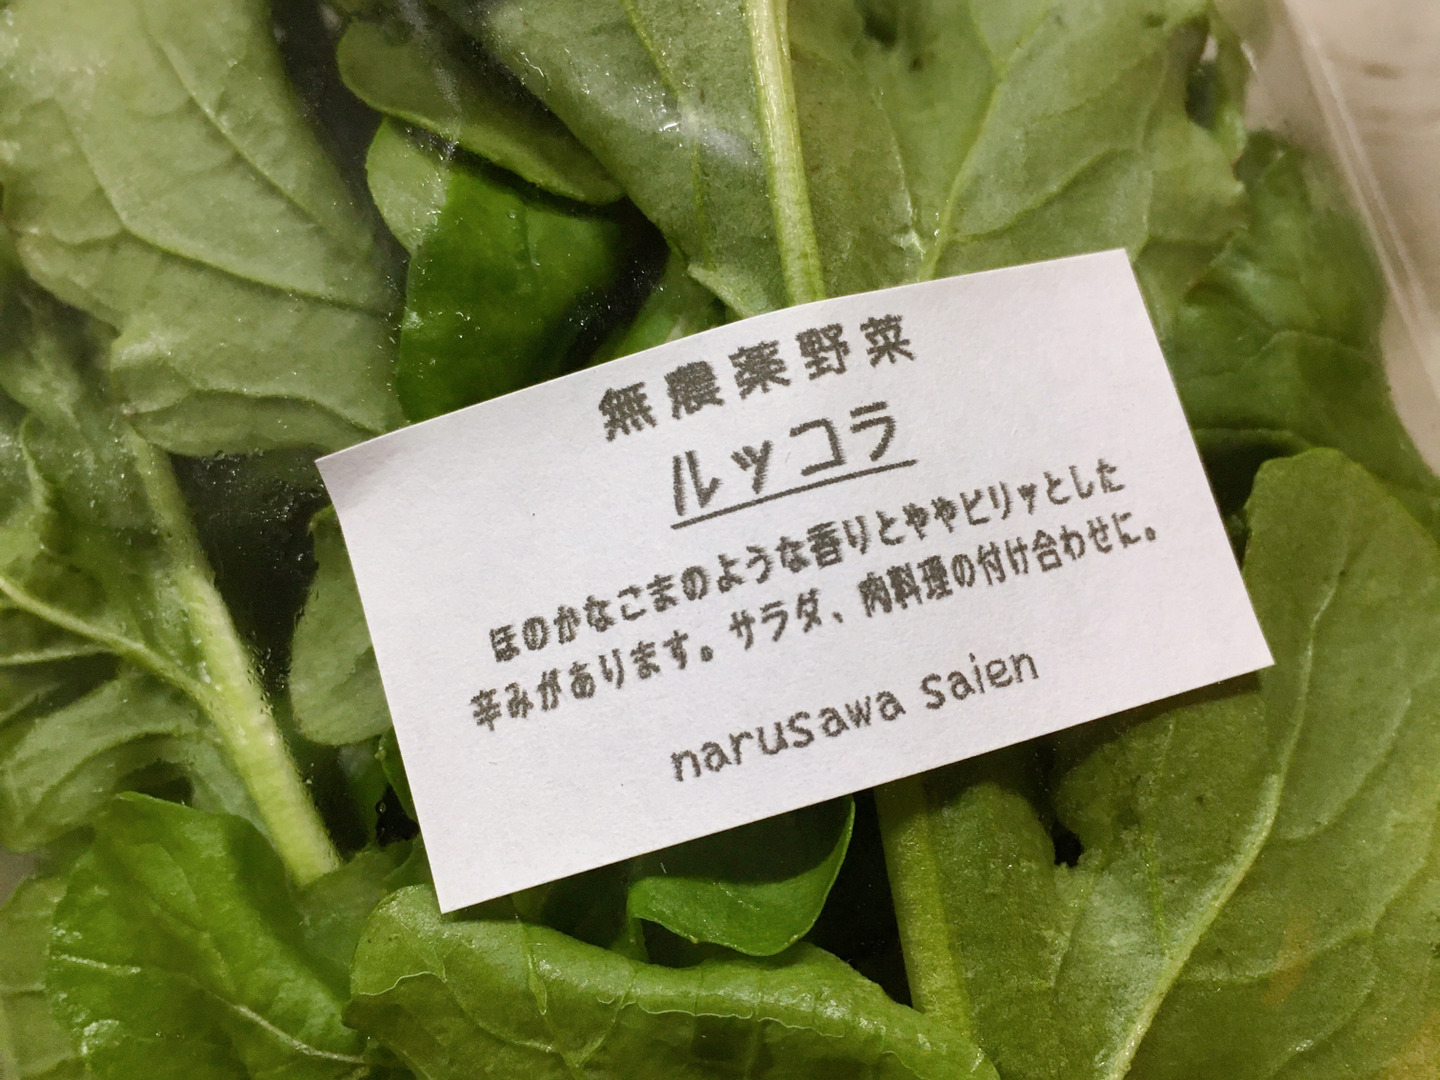 無農薬野菜
ルッコラ
ほのかなごまのような香りとややピリッとした
辛みがあります。サラダ、肉料理の付け合わせに。
narusawa saien